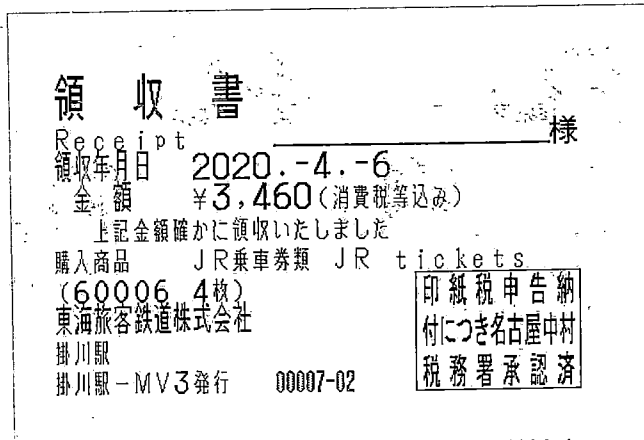 領収書
Receipt
様
領収年月日 2020.-4.-6
金額 ¥3,460(消費税等込み)
上記金額確かに領収いたしました
購入商品 JR乗車券類 JR tickets
(60006 4枚)
東海旅客鉄道株式会社
掛川駅
掛川駅-MV3発行 00007-02
印紙税申告納
付につき名古屋中村
税務署承認済